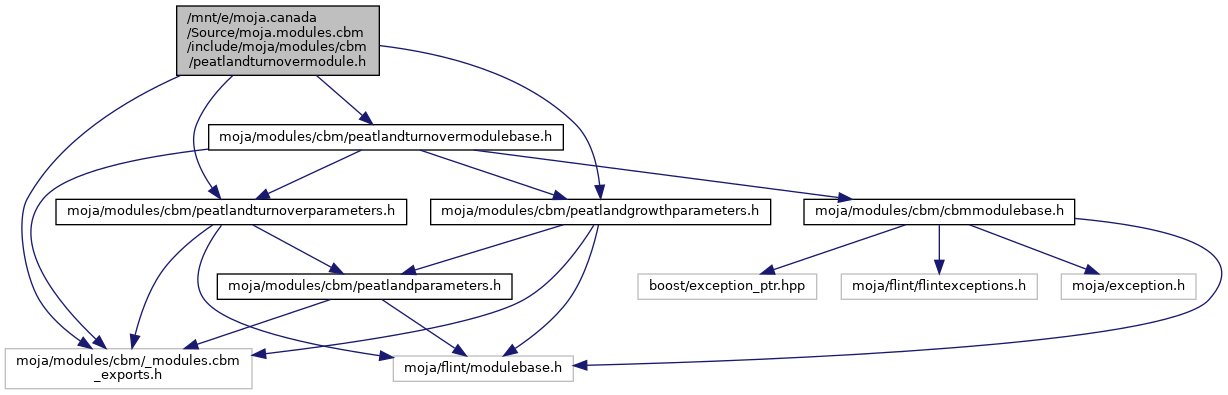 /mnt/e/moja.canada
/Source/moja.modules.cbm
/include/moja/modules/cbm
/peatlandturnovermodule.h
moja/modules/cbm/peatlandturnovermodulebase.h
moja/modules/cbm/peatlandturnoverparameters.h
moja/modules/cbm/peatlandgrowthparameters.h
moja/modules/cbm/cbmmodulebase.h
moja/modules/cbm/peatlandparameters.h
boost/exception_ptr.hpp
moja/flint/flintexceptions.h
moja/exception.h
moja/modules/cbm/_modules.cbm
_exports.h
moja/flint/modulebase.h